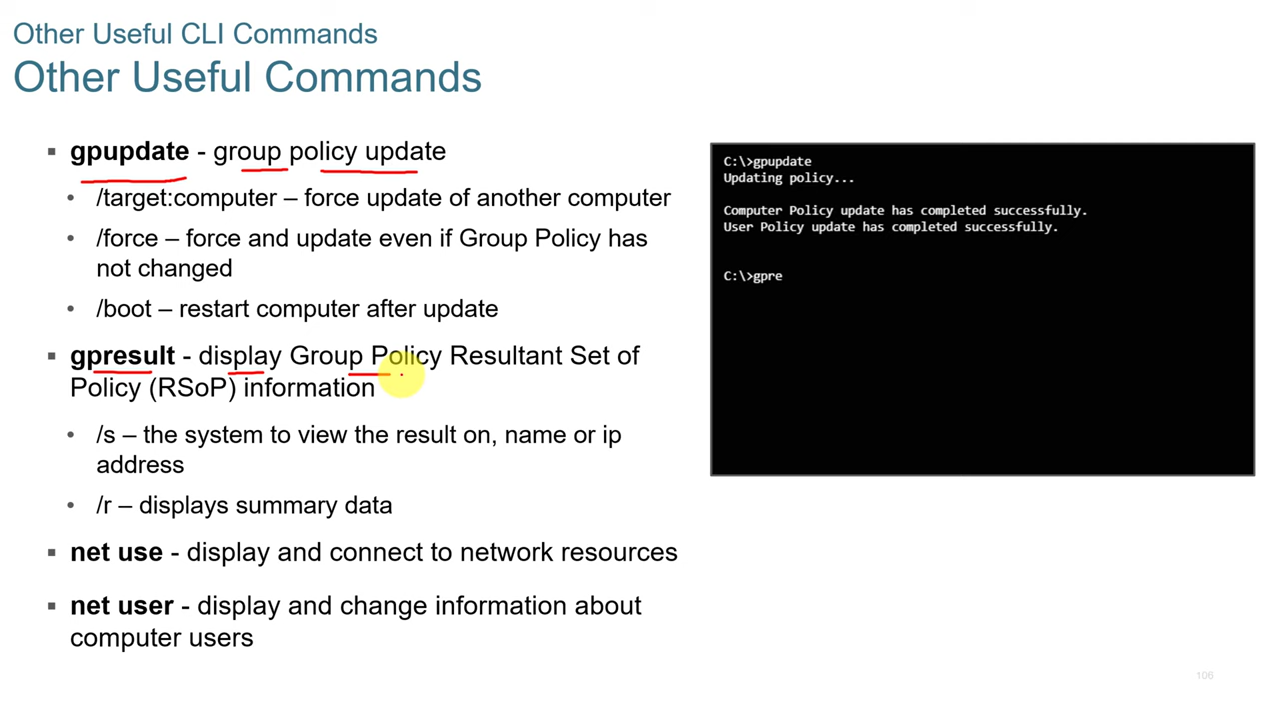 Other Useful CLI Commands
Other Useful Commands
▪ gpupdate - group policy update
• /target:computer – force update of another computer
• /force – force and update even if Group Policy has
not changed
• /boot – restart computer after update
▪ gpresult - display Group Policy Resultant Set of
Policy (RSoP) information
• /s – the system to view the result on, name or ip
address
• /r – displays summary data
▪ net use - display and connect to network resources
▪ net user - display and change information about
computer users
C:\>gpupdate
Updating policy...
Computer Policy update has completed successfully.
User Policy update has completed successfully.
C:\>gpre
106